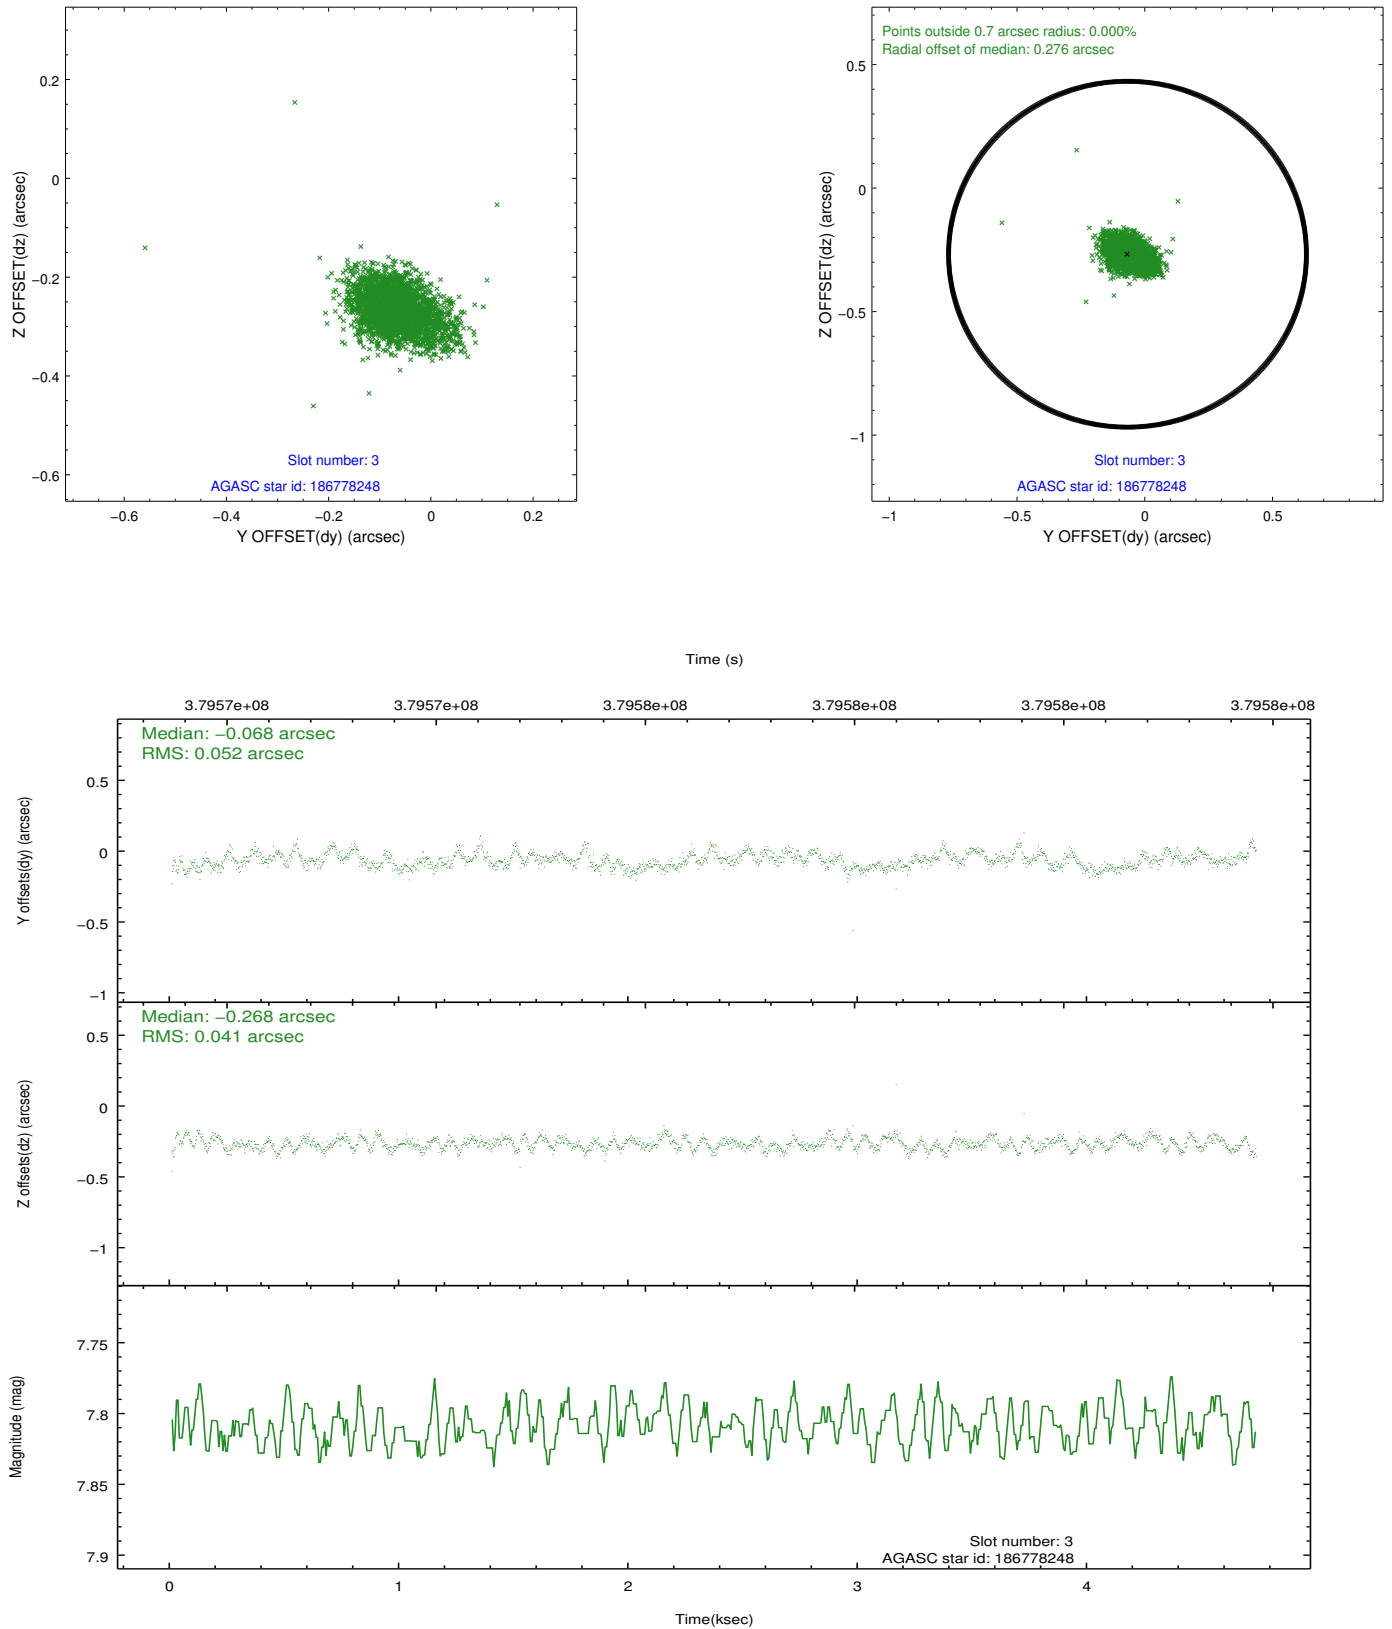 0.2
0
−0.2
−0.4
−0.6
Z OFFSET(dz) (arcsec)
Slot number: 3
AGASC star id: 186778248
−0.6
−0.4
−0.2
0
0.2
Y OFFSET(dy) (arcsec)
Points outside 0.7 arcsec radius: 0.000%
Radial offset of median: 0.276 arcsec
0.5
0
−0.5
−1
Z OFFSET(dz) (arcsec)
Slot number: 3
AGASC star id: 186778248
−1
−0.5
0
0.5
Y OFFSET(dy) (arcsec)
Time (s)
3.7957e+08
3.7957e+08
3.7958e+08
3.7958e+08
3.7958e+08
3.7958e+08
Median: −0.068 arcsec
RMS: 0.052 arcsec
0.5
0
−0.5
−1
Y offsets(dy) (arcsec)
Median: −0.268 arcsec
RMS: 0.041 arcsec
0.5
0
−0.5
−1
Z offsets(dz) (arcsec)
7.75
7.8
7.85
7.9
Magnitude (mag)
Slot number: 3
AGASC star id: 186778248
0
1
2
3
4
Time(ksec)